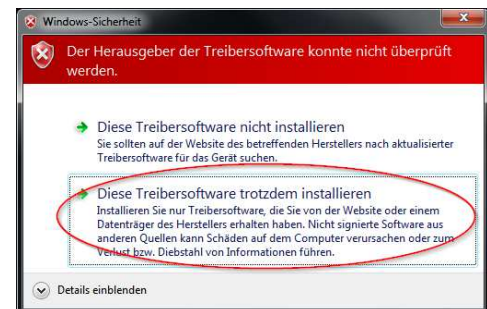 Windows-Sicherheit
Der Herausgeber der Treibersoftware konnte nicht überprüft
werden.
Diese Treibersoftware nicht installieren
Sie sollten auf der Website des betreffenden Herstellers nach aktualisierter
Treibersoftware für das Gerät suchen.
Diese Treibersoftware trotzdem installieren
Installieren Sie nur Treibersoftware, die Sie von der Website oder einem
Datenträger des Herstellers erhalten haben. Nicht signierte Software aus
anderen Quellen kann Schäden auf dem Computer verursachen oder zum
Verlust bzw. Diebstahl von Informationen führen.
Details einblenden